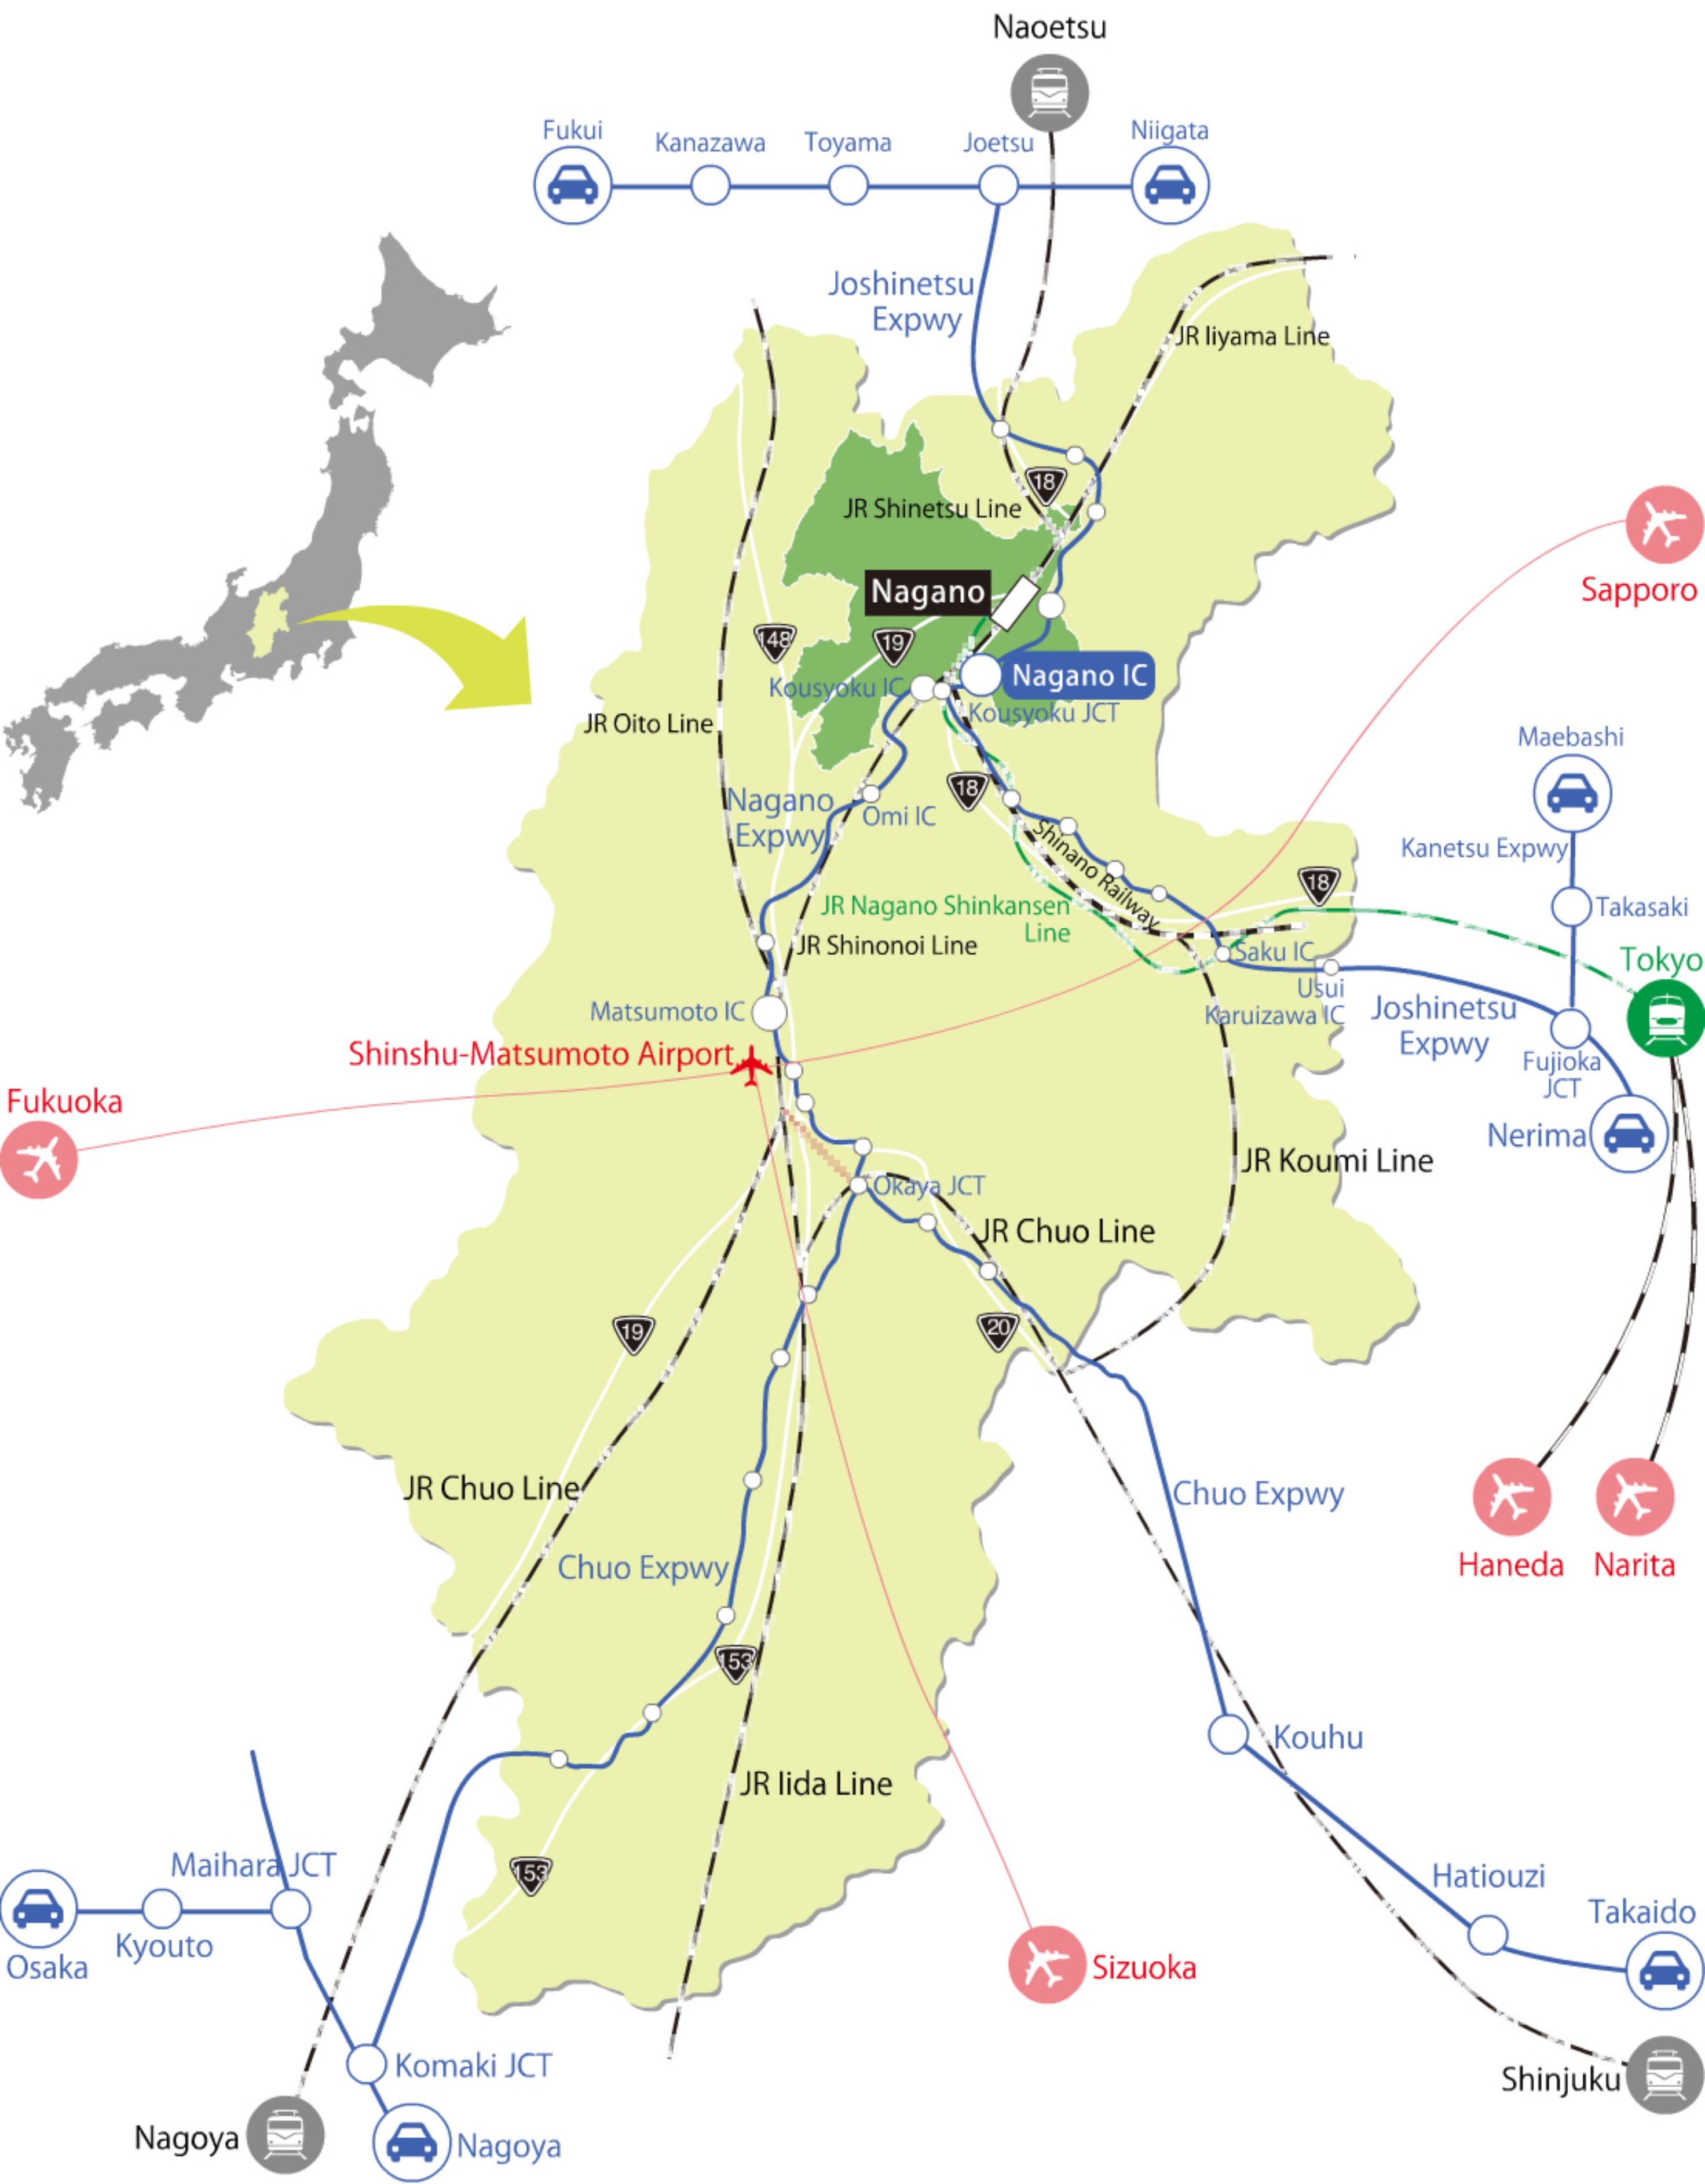 Naoetsu
Fukui
Kanazawa
Toyama
Joetsu
Niigata
Joshinetsu
Expwy
JR Iiyama Line
18
JR Shinetsu Line
Sapporo
Nagano
148
19
Nagano IC
Kousyoku IC
Kousyoku JCT
JR Oito Line
Maebashi
18
Nagano
Expwy
Omi IC
Shinano Railway
Kanetsu Expwy
18
JR Nagano Shinkansen
Line
Takasaki
JR Shinonoi Line
Saku IC
Tokyo
Usui
Karuizawa IC
Matsumoto IC
Joshinetsu
Expwy
Shinshu-Matsumoto Airport
Fujioka
JCT
Fukuoka
Nerima
JR Koumi Line
Okaya JCT
JR Chuo Line
19
20
JR Chuo Line
Chuo Expwy
Haneda
Narita
Chuo Expwy
153
Kouhu
JR Iida Line
Maihara JCT
153
Hatiouzi
Takaido
Kyouto
Osaka
Sizuoka
Komaki JCT
Shinjuku
Nagoya
Nagoya